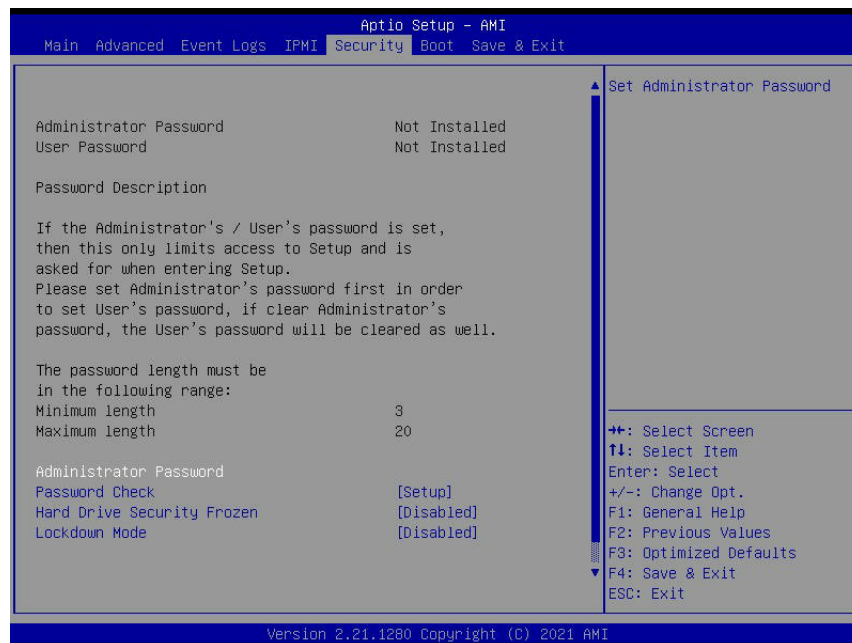 Aptio Setup – AMI
Main Advanced Event Logs IPMI Security Boot Save & Exit
Administrator Password Not Installed
User Password Not Installed
Password Description
If the Administrator's / User's password is set,
then this only limits access to Setup and is
asked for when entering Setup.
Please set Administrator's password first in order
to set User's password, if clear Administrator's
password, the User's password will be cleared as well.
The password length must be
in the following range:
Minimum length 3
Maximum length 20
Administrator Password
Password Check [Setup]
Hard Drive Security Frozen [Disabled]
Lockdown Mode [Disabled]
Set Administrator Password
→←: Select Screen
↑↓: Select Item
Enter: Select
+/-: Change Opt.
F1: General Help
F2: Previous Values
F3: Optimized Defaults
F4: Save & Exit
ESC: Exit
Version 2.21.1280 Copyright (C) 2021 AMI